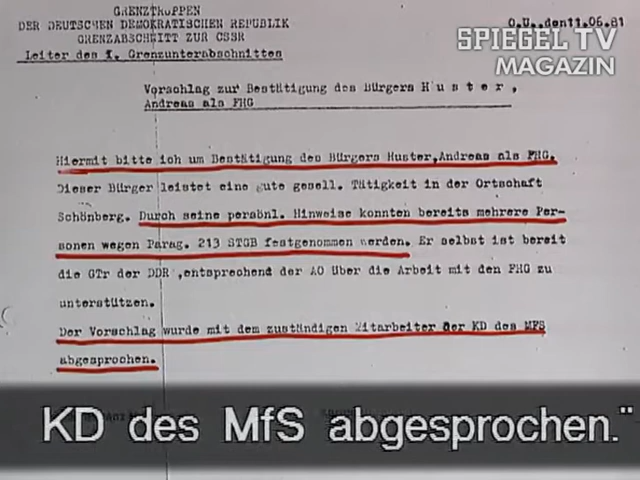 GRENZTRUPPEN
DER DEUTSCHEN DEMOKRATISCHEN REPUBLIK
GRENZABSCHNITT ZUR CSSR
Leiter des I. Grenzunterabschnittes
O.U., den 11.06.81
SPIEGEL TV
MAGAZIN
Vorschlag zur Bestätigung des Bürgers H u s t e r ,
Andreas als FHG
Hiermit bitte ich um Bestätigung des Bürgers Huster,Andreas als FHG.
Dieser Bürger leistet eine gute gesell. Tätigkeit in der Ortschaft
Schönberg. Durch seine persönl. Hinweise konnten bereits mehrere Per-
sonen wegen Parag. 213 STGB festgenommen werden. Er selbst ist bereit
die GTr der DDR ,entsprechend der AO über die Arbeit mit den FHG zu
unterstützen.
Der Vorschlag wurde mit dem zuständigen Mitarbeiter der KD des MFS
abgesprochen.
KD des MfS abgesprochen."